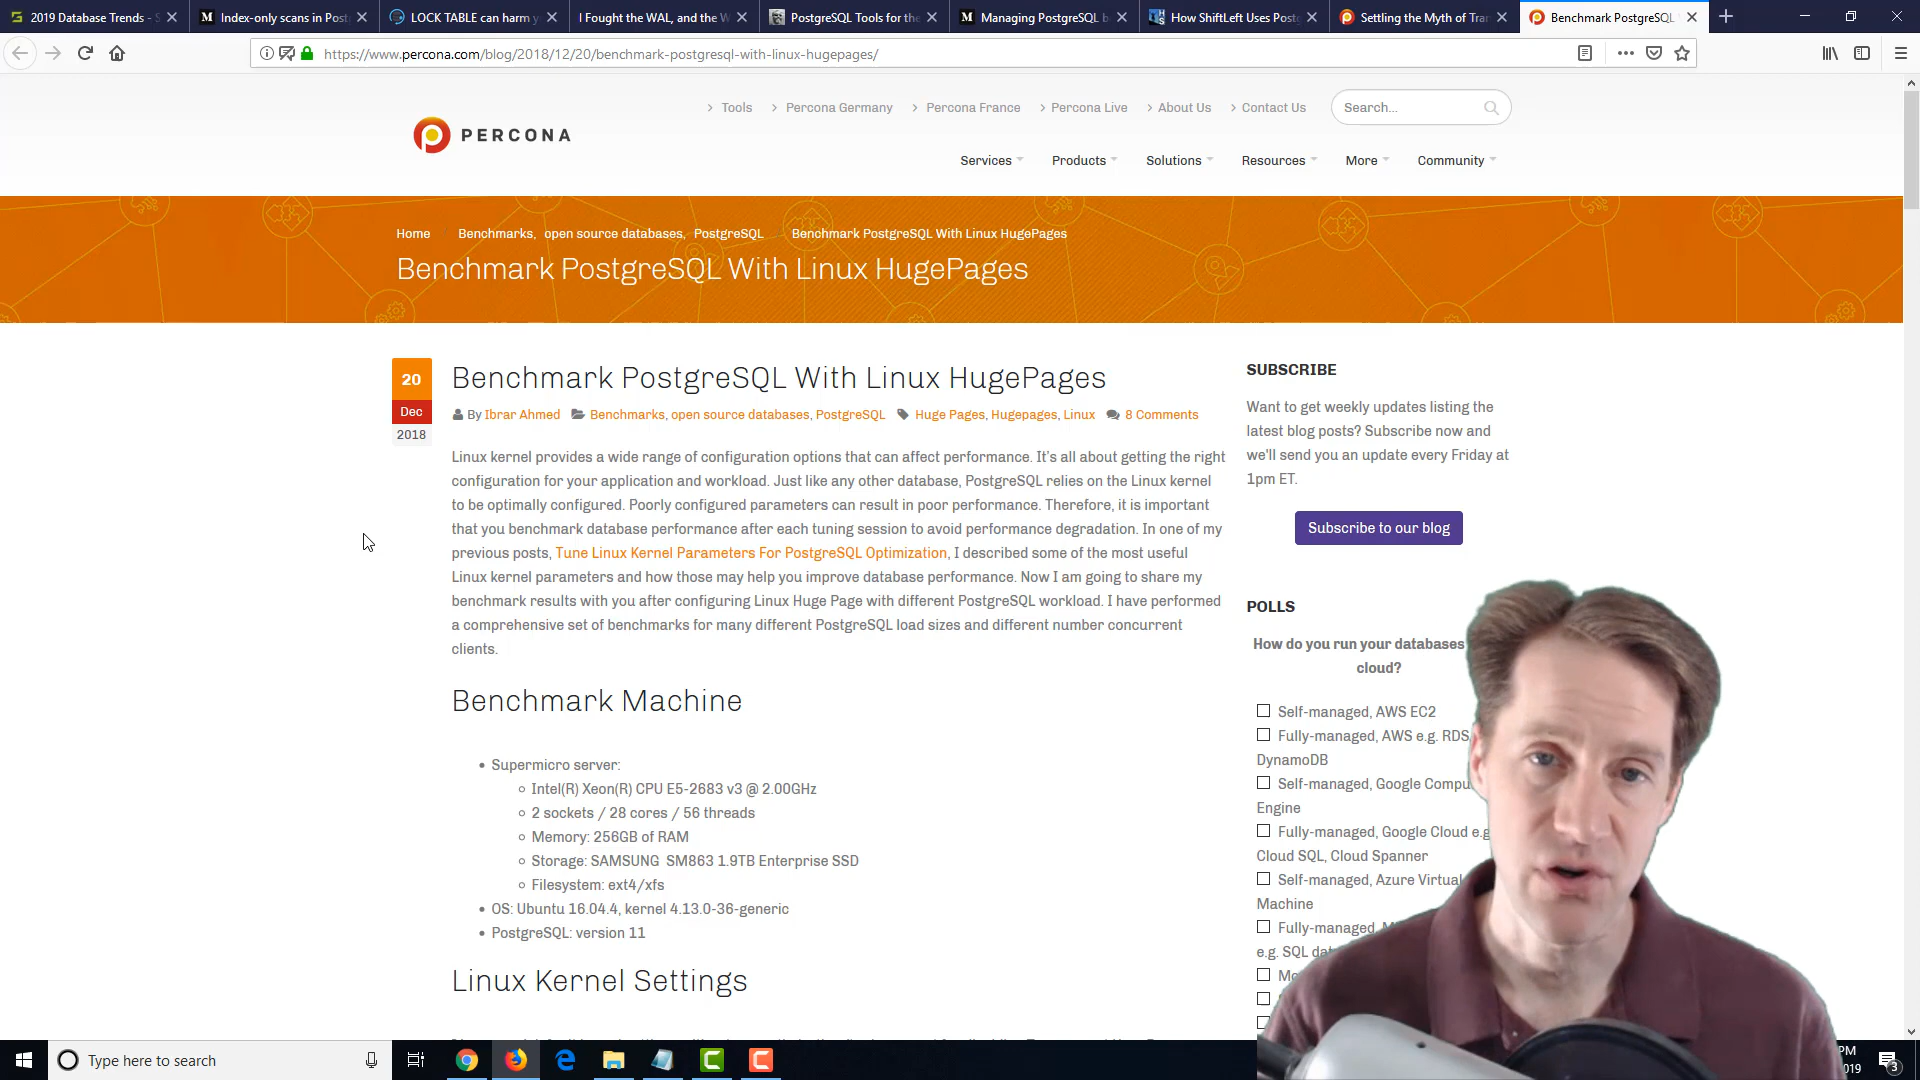 2019 Database Trends - S
Index-only scans in Post
LOCK TABLE can harm y
I Fought the WAL, and the W
PostgreSQL Tools for the
Managing PostgreSQL b
How ShiftLeft Uses Postg
Settling the Myth of Tran
Benchmark PostgreSQL
https://www.percona.com/blog/2018/12/20/benchmark-postgresql-with-linux-hugepages/
PERCONA
Tools
Percona Germany
Percona France
Percona Live
About Us
Contact Us
Search...
Services
Products
Solutions
Resources
More
Community
Home Benchmarks, open source databases, PostgreSQL Benchmark PostgreSQL With Linux HugePages
Benchmark PostgreSQL With Linux HugePages
20
Dec
2018
Benchmark PostgreSQL With Linux HugePages
By Ibrar Ahmed Benchmarks, open source databases, PostgreSQL Huge Pages, Hugepages, Linux 8 Comments
Linux kernel provides a wide range of configuration options that can affect performance. It's all about getting the right
configuration for your application and workload. Just like any other database, PostgreSQL relies on the Linux kernel
to be optimally configured. Poorly configured parameters can result in poor performance. Therefore, it is important
that you benchmark database performance after each tuning session to avoid performance degradation. In one of my
previous posts, Tune Linux Kernel Parameters For PostgreSQL Optimization, I described some of the most useful
Linux kernel parameters and how those may help you improve database performance. Now I am going to share my
benchmark results with you after configuring Linux Huge Page with different PostgreSQL workload. I have performed
a comprehensive set of benchmarks for many different PostgreSQL load sizes and different number concurrent
clients.
Benchmark Machine
Supermicro server:
Intel(R) Xeon(R) CPU E5-2683 v3 @ 2.00GHz
2 sockets / 28 cores / 56 threads
Memory: 256GB of RAM
Storage: SAMSUNG SM863 1.9TB Enterprise SSD
Filesystem: ext4/xfs
OS: Ubuntu 16.04.4, kernel 4.13.0-36-generic
PostgreSQL: version 11
Linux Kernel Settings
SUBSCRIBE
Want to get weekly updates listing the
latest blog posts? Subscribe now and
we'll send you an update every Friday at
1pm ET.
Subscribe to our blog
POLLS
How do you run your databases
cloud?
Self-managed, AWS EC2
Fully-managed, AWS e.g. RDS,
DynamoDB
Self-managed, Google Compu
Engine
Fully-managed, Google Cloud e.g
Cloud SQL, Cloud Spanner
Self-managed, Azure Virtual
Machine
Fully-managed, M
e.g. SQL dat
Mo
Type here to search
PM
2019
3